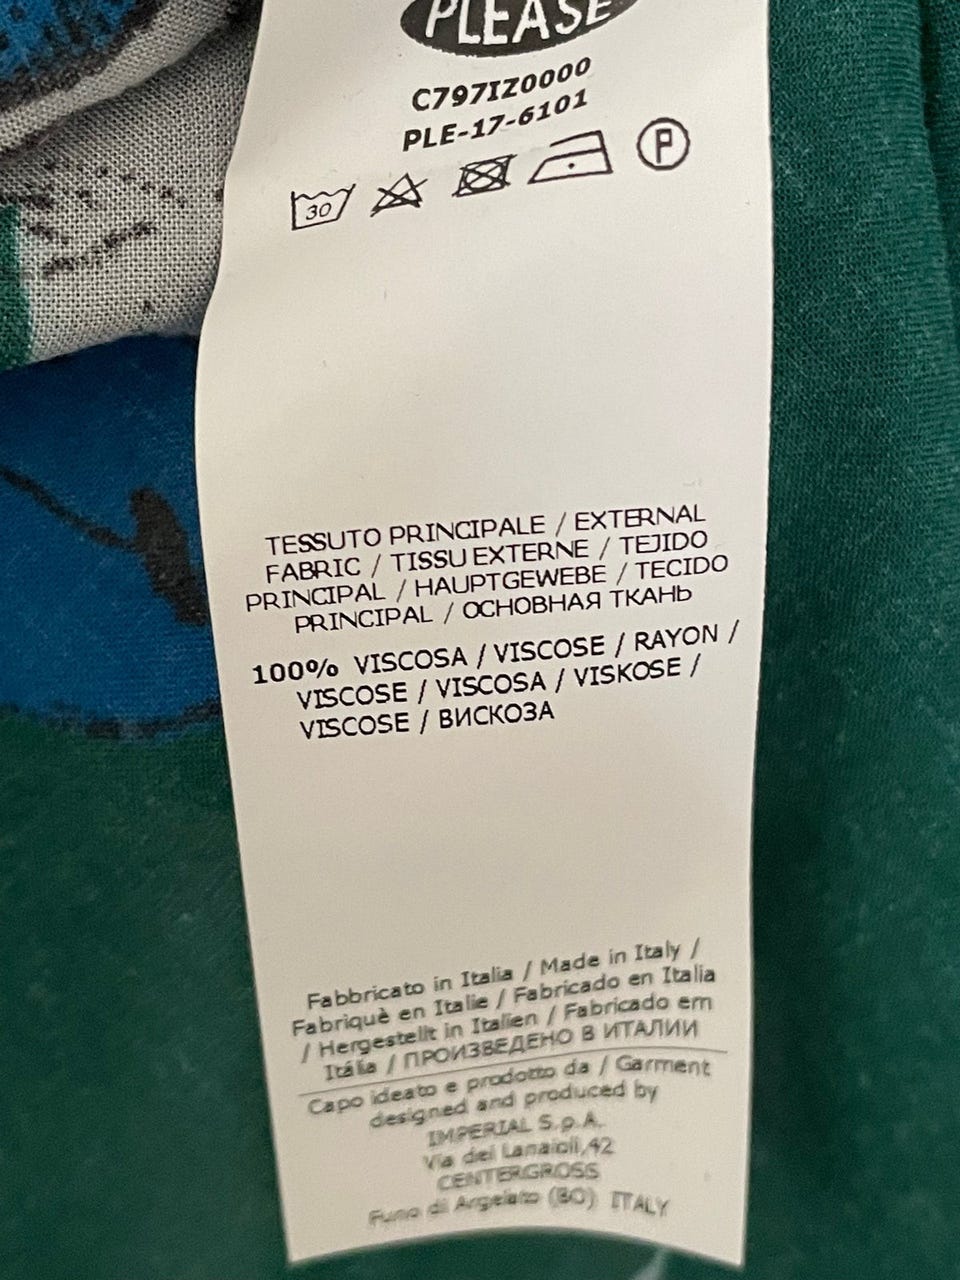 PLEASE
C797IZ0000
PLE-17-6101
30
P
TESSUTO PRINCIPALE / EXTERNAL
FABRIC / TISSU EXTERNE / TEJIDO
PRINCIPAL / HAUPTGEWEBE / TECIDO
PRINCIPAL / ОСНОВНАЯ ТКАНЬ
100% VISCOSA / VISCOSE / RAYON /
VISCOSE / VISCOSA / VISKOSE /
VISCOSE / ВИСКОЗА
Fabbricato in Italia / Made in Italy /
Fabriquè en Italie / Fabricado en Italia
/ Hergestellt in Italien / Fabricado em
Itália / ПРОИЗВЕДЕНО В ИТАЛИИ
Capo ideato e prodotto da / Garment
designed and produced by
IMPERIAL S.p.A.
Via dei Lanaioli,42
CENTERGROSS
Funo di Argelato (BO) ITALY